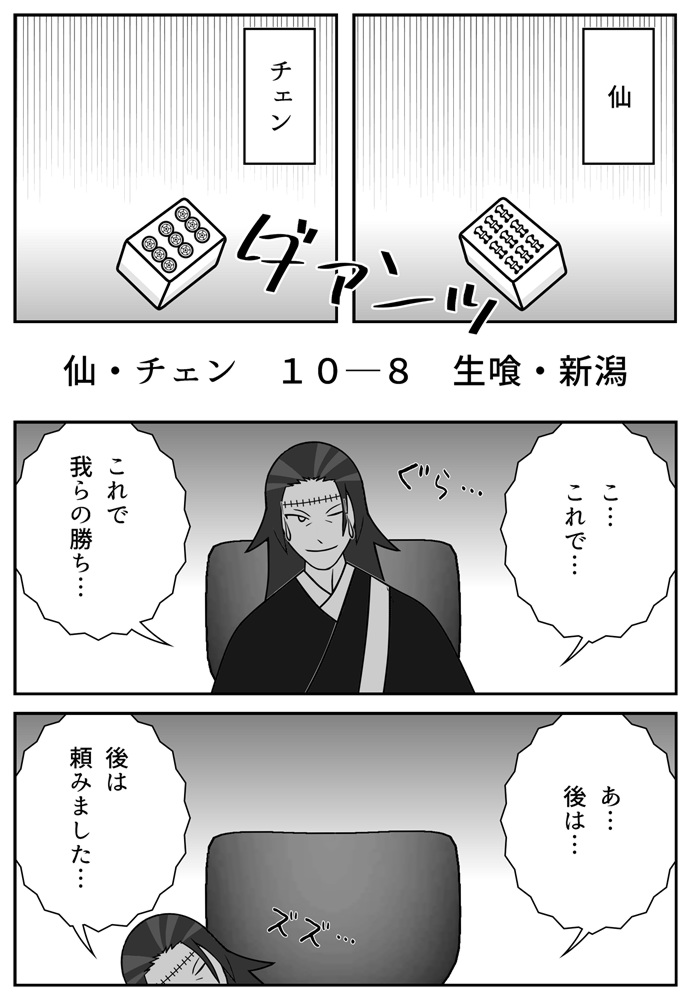 仙
チェン
ダァンッ
仙・チェン　１０―８　生喰・新潟
こ…
これで…
ぐら…
これで
我らの勝ち…
あ…
後は…
ズズ…
後は
頼みました…